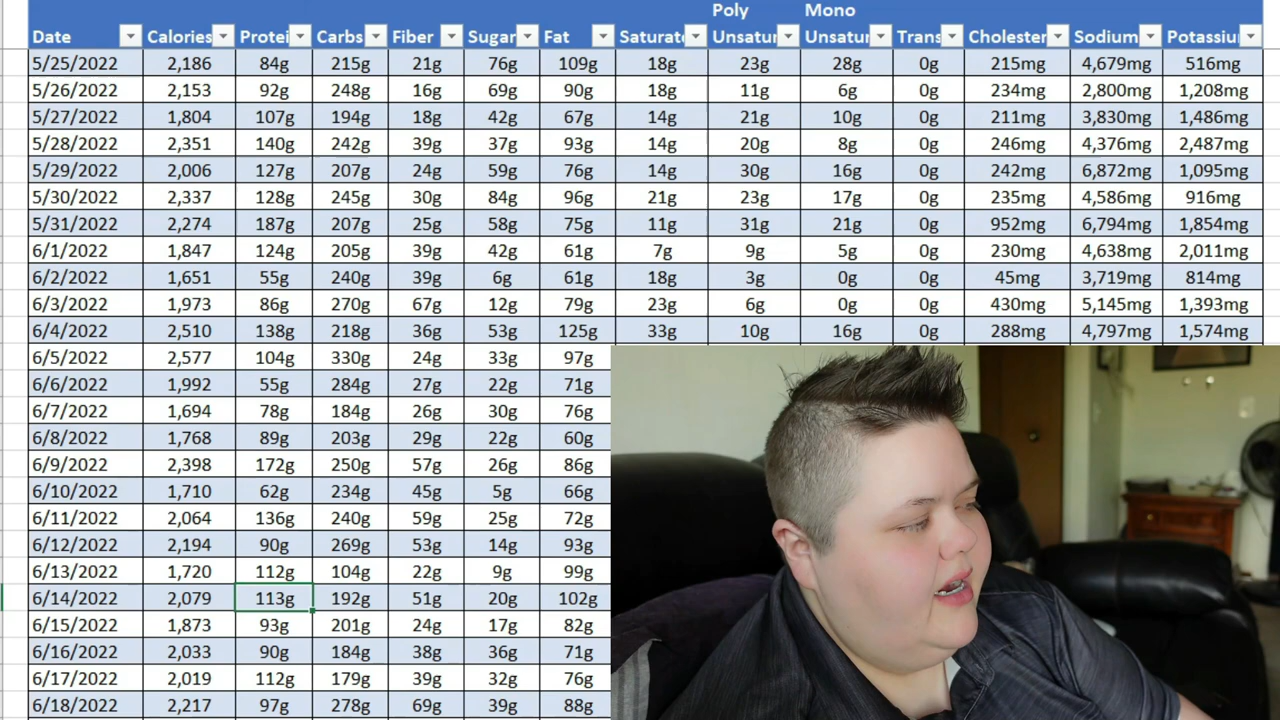 Poly Mono
Date Calories Protei Carbs Fiber Sugar Fat Saturate Unsatur Unsatur Trans Cholester Sodium Potassiu
5/25/2022 2,186 84g 215g 21g 76g 109g 18g 23g 28g 0g 215mg 4,679mg 516mg
5/26/2022 2,153 92g 248g 16g 69g 90g 18g 11g 6g 0g 234mg 2,800mg 1,208mg
5/27/2022 1,804 107g 194g 18g 42g 67g 14g 21g 10g 0g 211mg 3,830mg 1,486mg
5/28/2022 2,351 140g 242g 39g 37g 93g 14g 20g 8g 0g 246mg 4,376mg 2,487mg
5/29/2022 2,006 127g 207g 24g 59g 76g 14g 30g 16g 0g 242mg 6,872mg 1,095mg
5/30/2022 2,337 128g 245g 30g 84g 96g 21g 23g 17g 0g 235mg 4,586mg 916mg
5/31/2022 2,274 187g 207g 25g 58g 75g 11g 31g 21g 0g 952mg 6,794mg 1,854mg
6/1/2022 1,847 124g 205g 39g 42g 61g 7g 9g 5g 0g 230mg 4,638mg 2,011mg
6/2/2022 1,651 55g 240g 39g 6g 61g 18g 3g 0g 0g 45mg 3,719mg 814mg
6/3/2022 1,973 86g 270g 67g 12g 79g 23g 6g 0g 0g 430mg 5,145mg 1,393mg
6/4/2022 2,510 138g 218g 36g 53g 125g 33g 10g 16g 0g 288mg 4,797mg 1,574mg
6/5/2022 2,577 104g 330g 24g 33g 97g
6/6/2022 1,992 55g 284g 27g 22g 71g
6/7/2022 1,694 78g 184g 26g 30g 76g
6/8/2022 1,768 89g 203g 29g 22g 60g
6/9/2022 2,398 172g 250g 57g 26g 86g
6/10/2022 1,710 62g 234g 45g 5g 66g
6/11/2022 2,064 136g 240g 59g 25g 72g
6/12/2022 2,194 90g 269g 53g 14g 93g
6/13/2022 1,720 112g 104g 22g 9g 99g
6/14/2022 2,079 113g 192g 51g 20g 102g
6/15/2022 1,873 93g 201g 24g 17g 82g
6/16/2022 2,033 90g 184g 38g 36g 71g
6/17/2022 2,019 112g 179g 39g 32g 76g
6/18/2022 2,217 97g 278g 69g 39g 88g